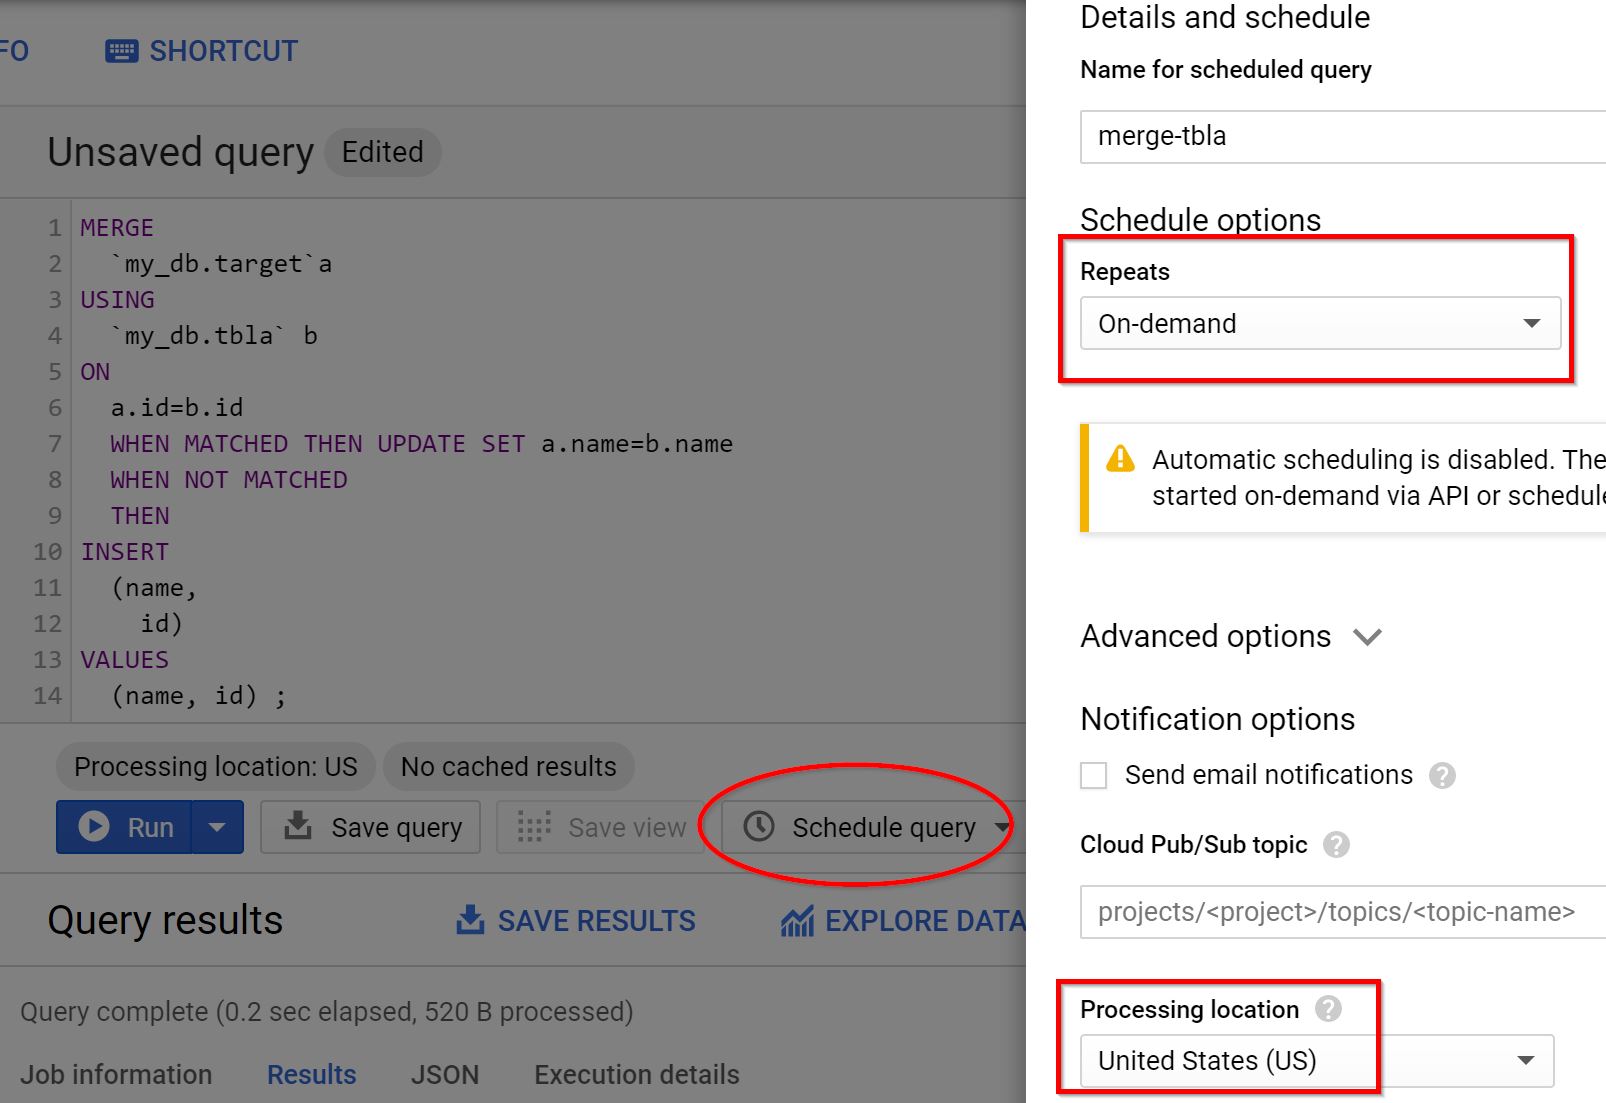 FO
SHORTCUT
Unsaved query Edited
1 MERGE
2 `my_db.target`a
3 USING
4 `my_db.tbla` b
5 ON
6 a.id=b.id
7 WHEN MATCHED THEN UPDATE SET a.name=b.name
8 WHEN NOT MATCHED
9 THEN
10 INSERT
11 (name,
12 id)
13 VALUES
14 (name, id) ;
Processing location: US No cached results
Run Save query Save view Schedule query
Query results SAVE RESULTS EXPLORE DATA
Query complete (0.2 sec elapsed, 520 B processed)
Job information Results JSON Execution details
Details and schedule
Name for scheduled query
merge-tbla
Schedule options
Repeats
On-demand
Automatic scheduling is disabled. The
started on-demand via API or schedule
Advanced options
Notification options
Send email notifications ?
Cloud Pub/Sub topic ?
projects/<project>/topics/<topic-name>
Processing location ?
United States (US)